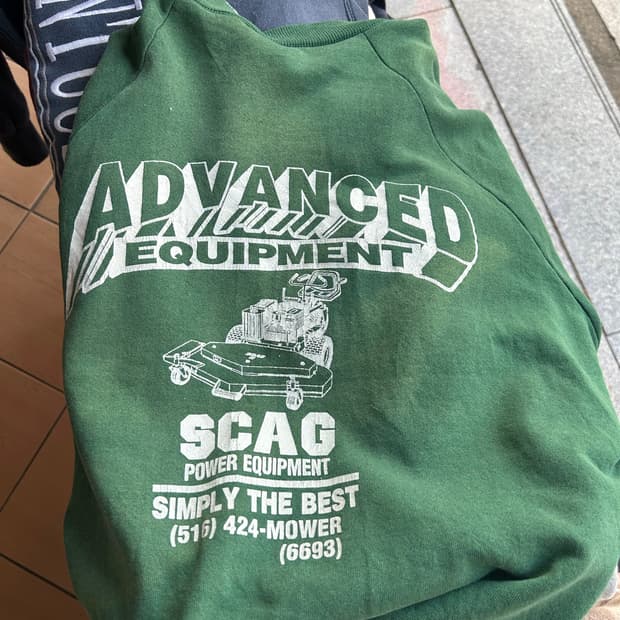 ADVANCED
EQUIPMENT
SCAG
POWER EQUIPMENT
SIMPLY THE BEST
(516) 424-MOWER
(6693)